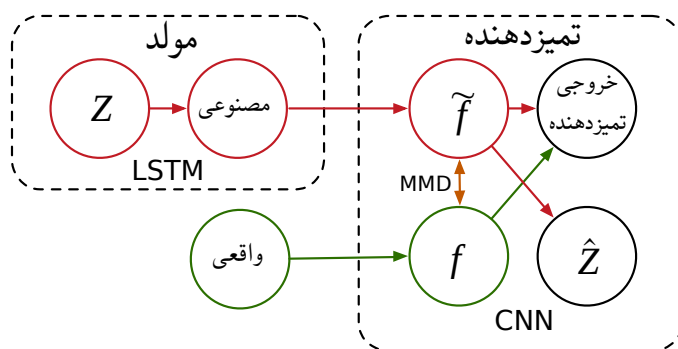 مولد
Z
مصنوعی
LSTM
واقعی
تمیزدهنده
f̃
خروجی
تمیزدهنده
MMD
f
Ẑ
CNN